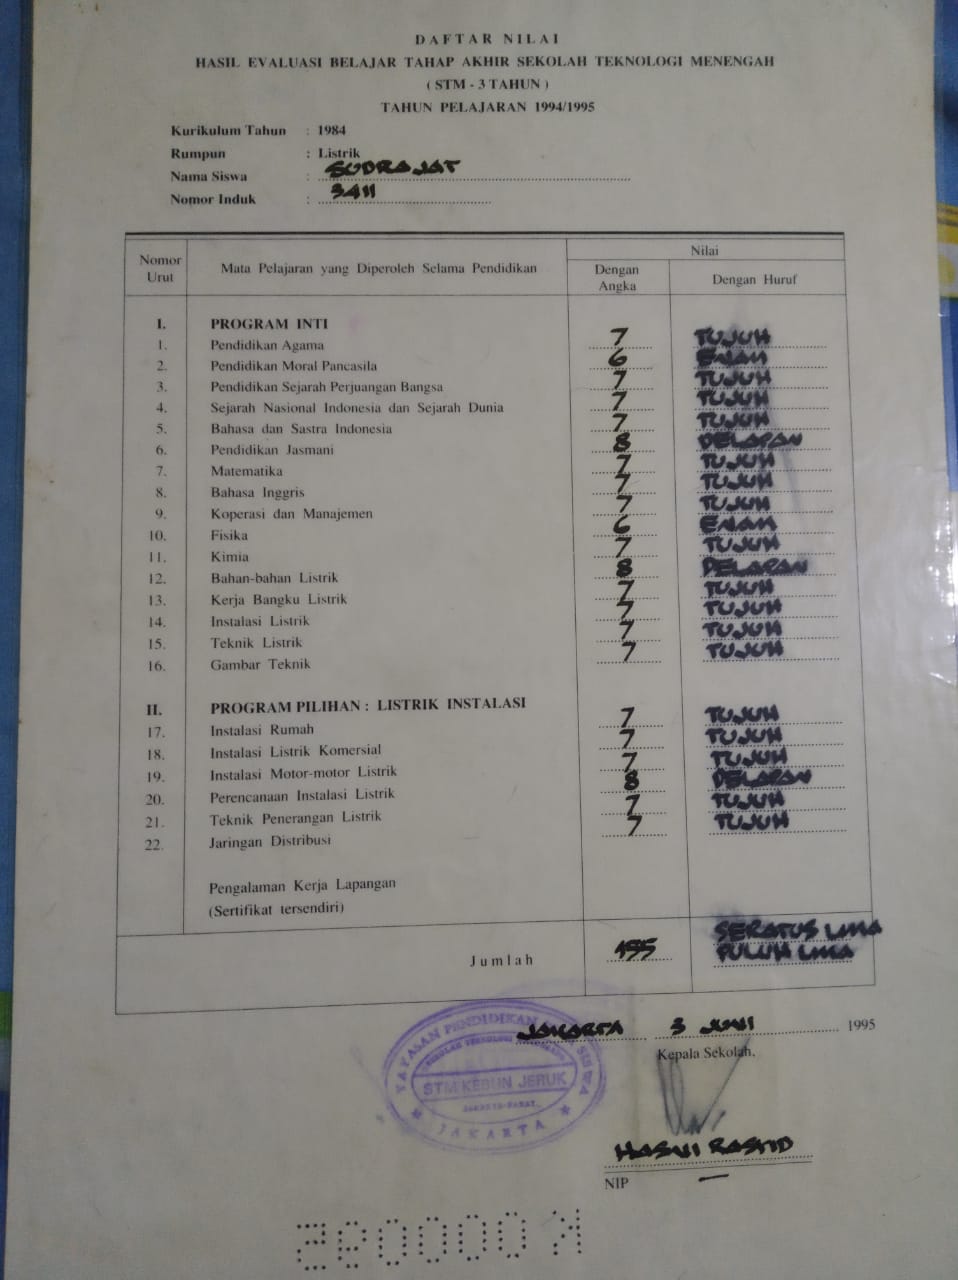 DAFTAR NILAI
HASIL EVALUASI BELAJAR TAHAP AKHIR SEKOLAH TEKNOLOGI MENENGAH
( STM - 3 TAHUN )
TAHUN PELAJARAN 1994/1995
Kurikulum Tahun : 1984
Rumpun : Listrik
Nama Siswa : SUDRAJAT
Nomor Induk : 3411
Nomor Urut Mata Pelajaran yang Diperoleh Selama Pendidikan Nilai
Dengan Angka Dengan Huruf
I. PROGRAM INTI
1. Pendidikan Agama 7 TUJUH
2. Pendidikan Moral Pancasila 6 ENAM
3. Pendidikan Sejarah Perjuangan Bangsa 7 TUJUH
4. Sejarah Nasional Indonesia dan Sejarah Dunia 7 TUJUH
5. Bahasa dan Sastra Indonesia 7 TUJUH
6. Pendidikan Jasmani 8 DELAPAN
7. Matematika 7 TUJUH
8. Bahasa Inggris 7 TUJUH
9. Koperasi dan Manajemen 7 TUJUH
10. Fisika 6 ENAM
11. Kimia 7 TUJUH
12. Bahan-bahan Listrik 8 DELAPAN
13. Kerja Bangku Listrik 7 TUJUH
14. Instalasi Listrik 7 TUJUH
15. Teknik Listrik 7 TUJUH
16. Gambar Teknik 7 TUJUH
II. PROGRAM PILIHAN : LISTRIK INSTALASI
17. Instalasi Rumah 7 TUJUH
18. Instalasi Listrik Komersial 7 TUJUH
19. Instalasi Motor-motor Listrik 7 TUJUH
20. Perencanaan Instalasi Listrik 8 DELAPAN
21. Teknik Penerangan Listrik 7 TUJUH
22. Jaringan Distribusi 7 TUJUH
Pengalaman Kerja Lapangan
(Sertifikat tersendiri)
Jumlah 155 SERATUS LIMA
PULUH LIMA
JAKARTA 3 JUNI 1995
Kepala Sekolah,
YAYASAN PENDIDIKAN SISWA
STM KEBUN JERUK
JAKARTA-BARAT
JAKARTA
HASNI RASYID
NIP —